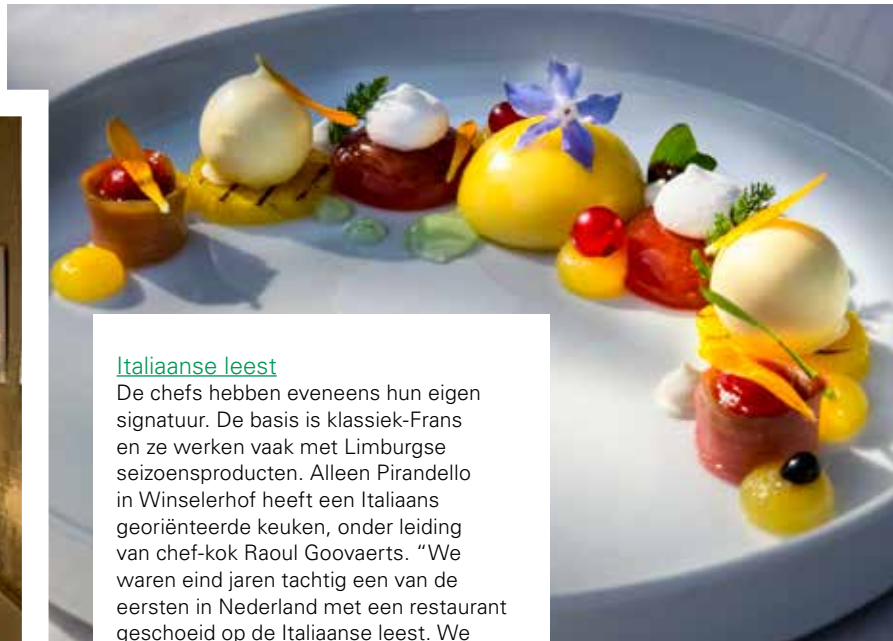 Italiaanse leest
De chefs hebben eveneens hun eigen
signatuur. De basis is klassiek-Frans
en ze werken vaak met Limburgse
seizoensproducten. Alleen Pirandello
in Winselerhof heeft een Italiaans
georiënteerde keuken, onder leiding
van chef-kok Raoul Goovaerts. “We
waren eind jaren tachtig een van de
eersten in Nederland met een restaurant
geschoeid op de Italiaanse leest. We